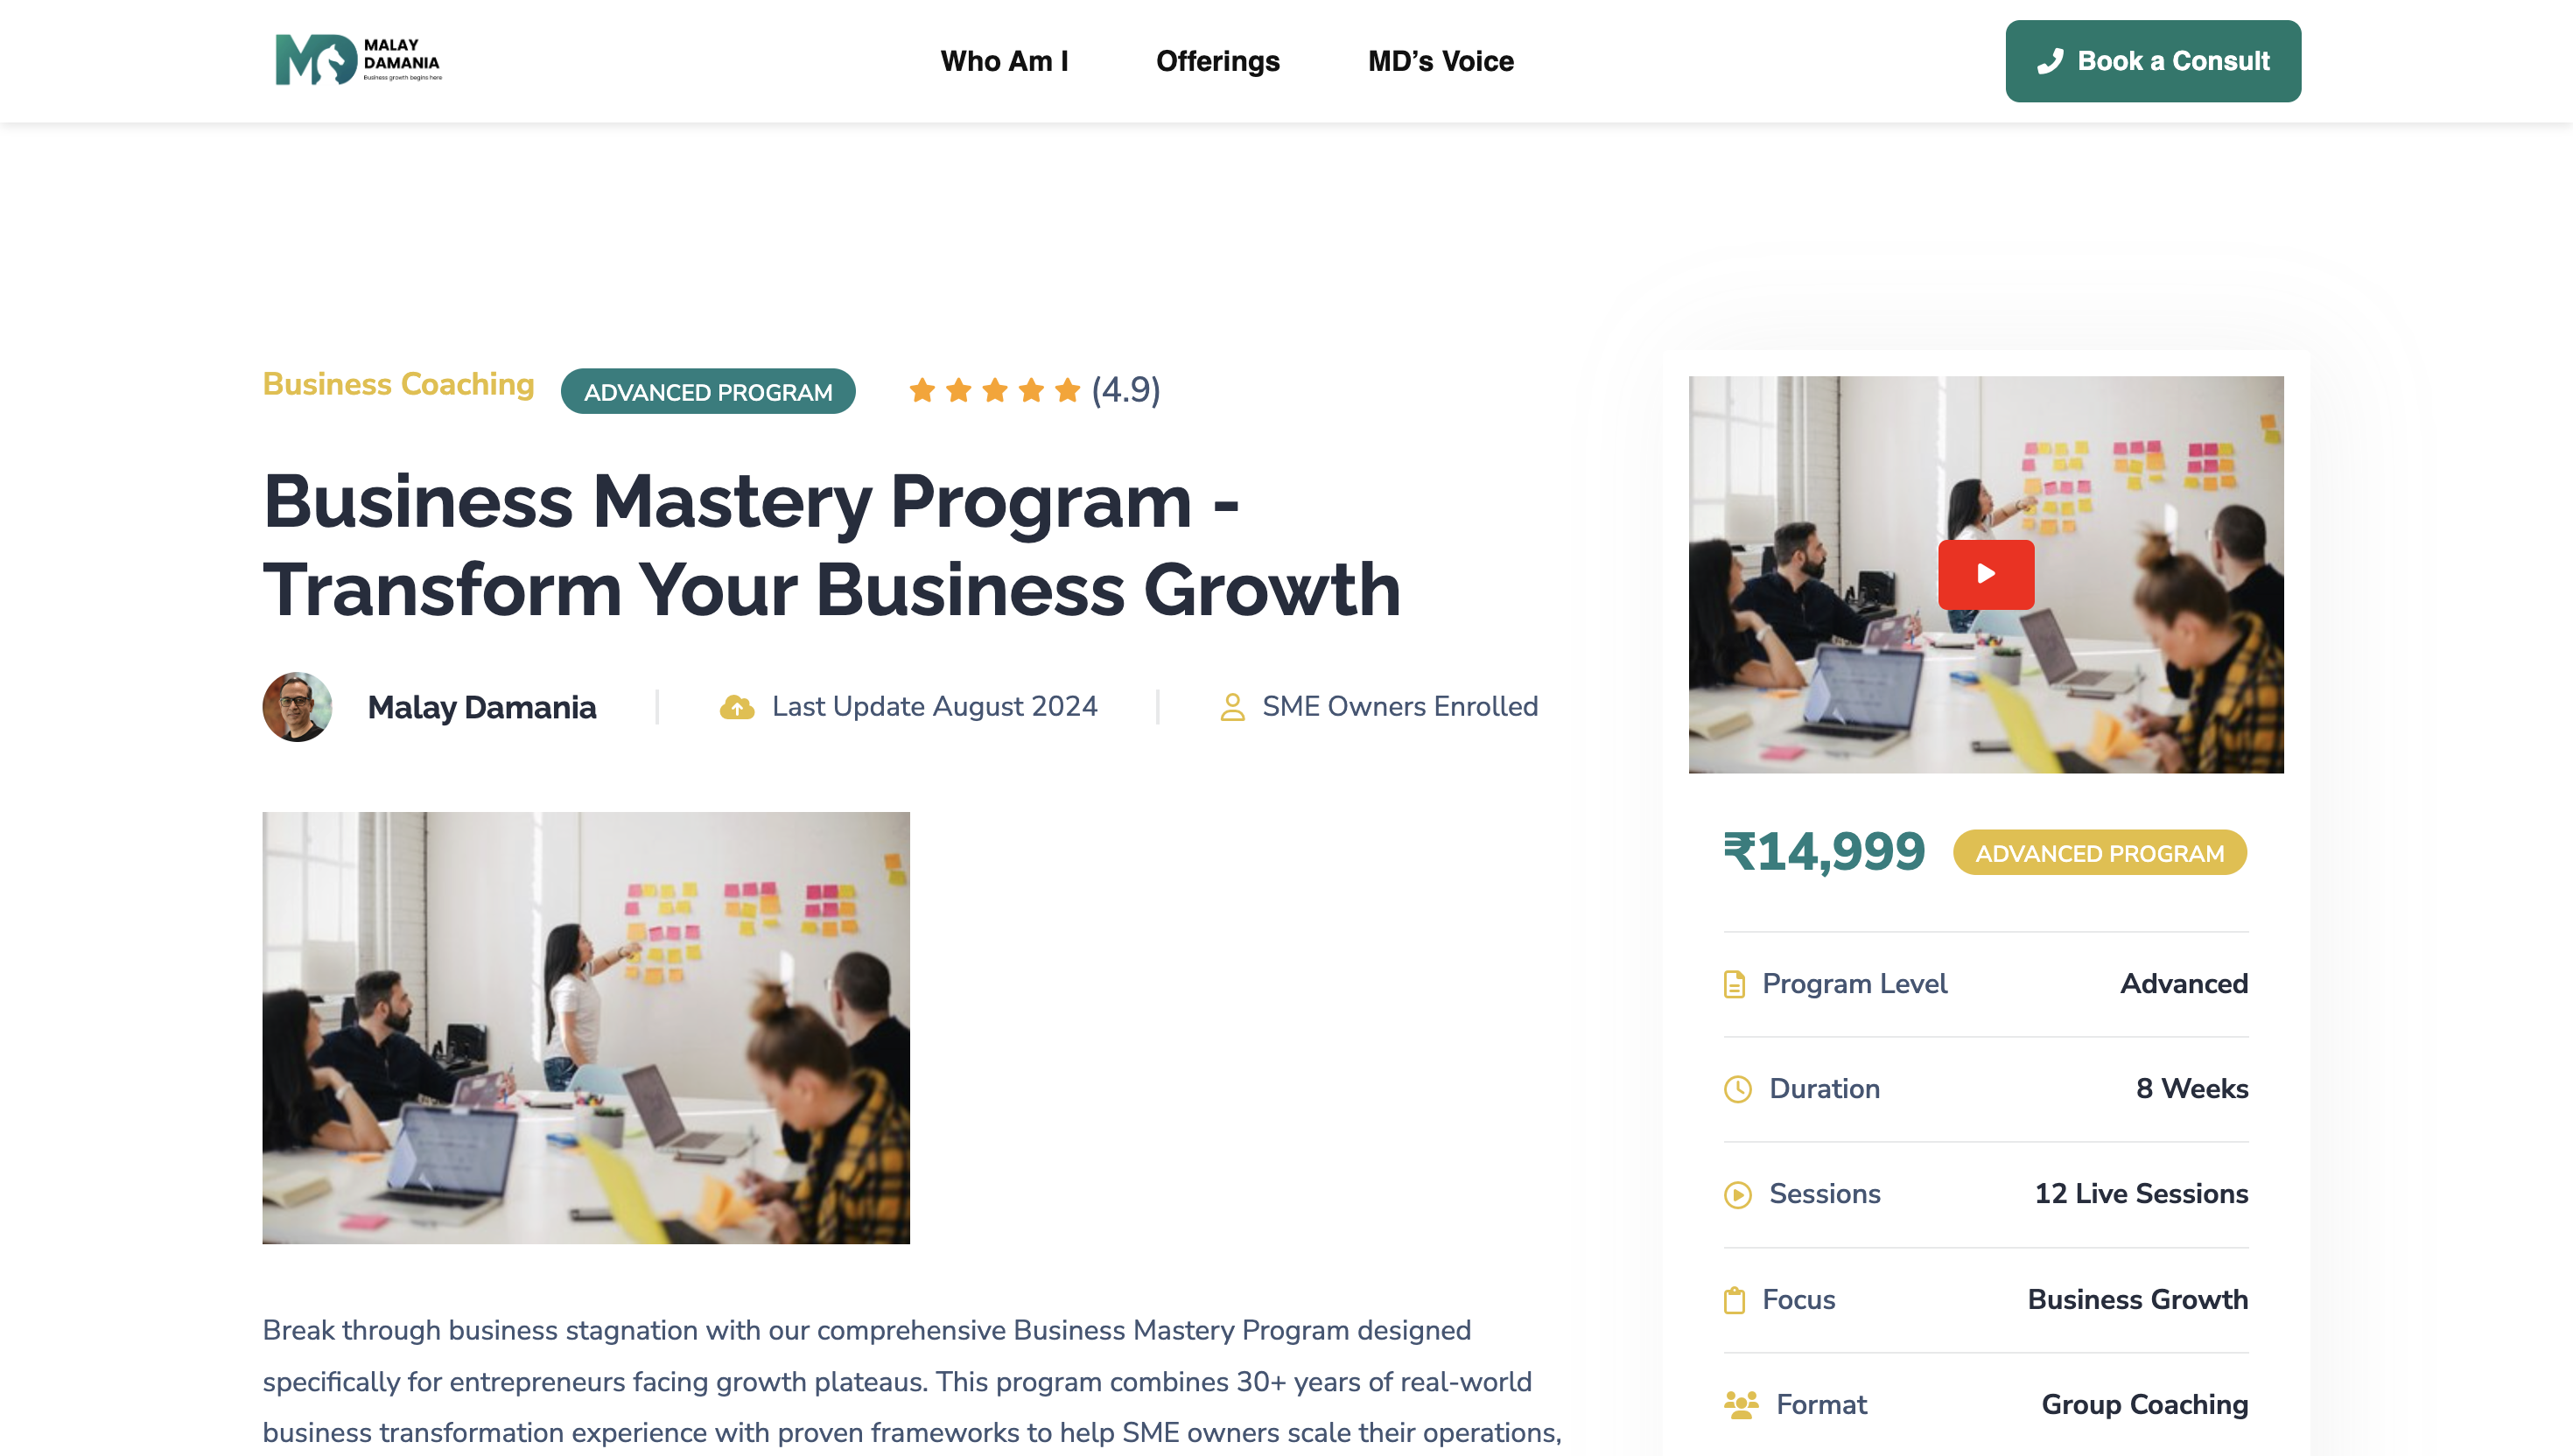 MALAY
DAMANIA
Business growth begins here
Who Am I
Offerings
MD’s Voice
Book a Consult
Business Coaching
ADVANCED PROGRAM
(4.9)
Business Mastery Program -
Transform Your Business Growth
Malay Damania
Last Update August 2024
SME Owners Enrolled
Break through business stagnation with our comprehensive Business Mastery Program designed
specifically for entrepreneurs facing growth plateaus. This program combines 30+ years of real-world
business transformation experience with proven frameworks to help SME owners scale their operations,
₹14,999
ADVANCED PROGRAM
Program Level
Advanced
Duration
8 Weeks
Sessions
12 Live Sessions
Focus
Business Growth
Format
Group Coaching